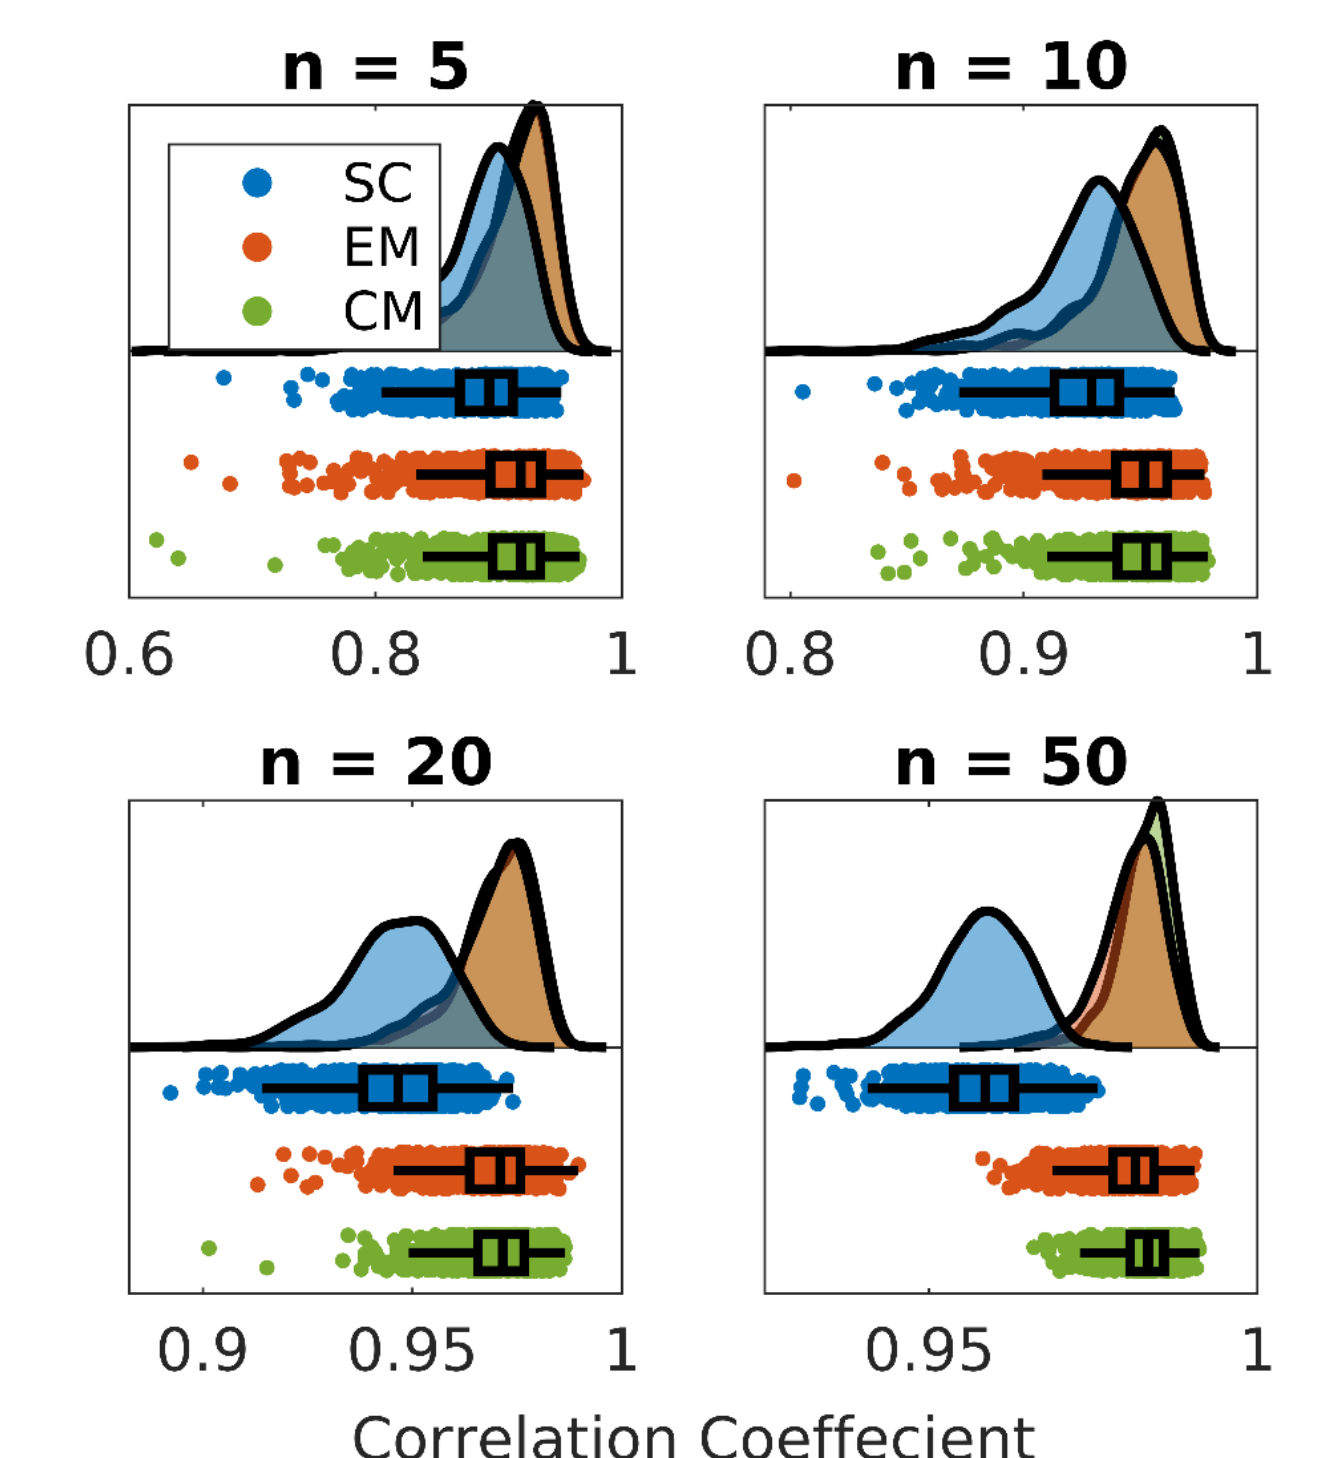 n = 5
n = 10
SC
EM
CM
0.6 0.8 1
0.8 0.9 1
n = 20
n = 50
0.9 0.95 1
0.95 1
Correlation Coeffecient